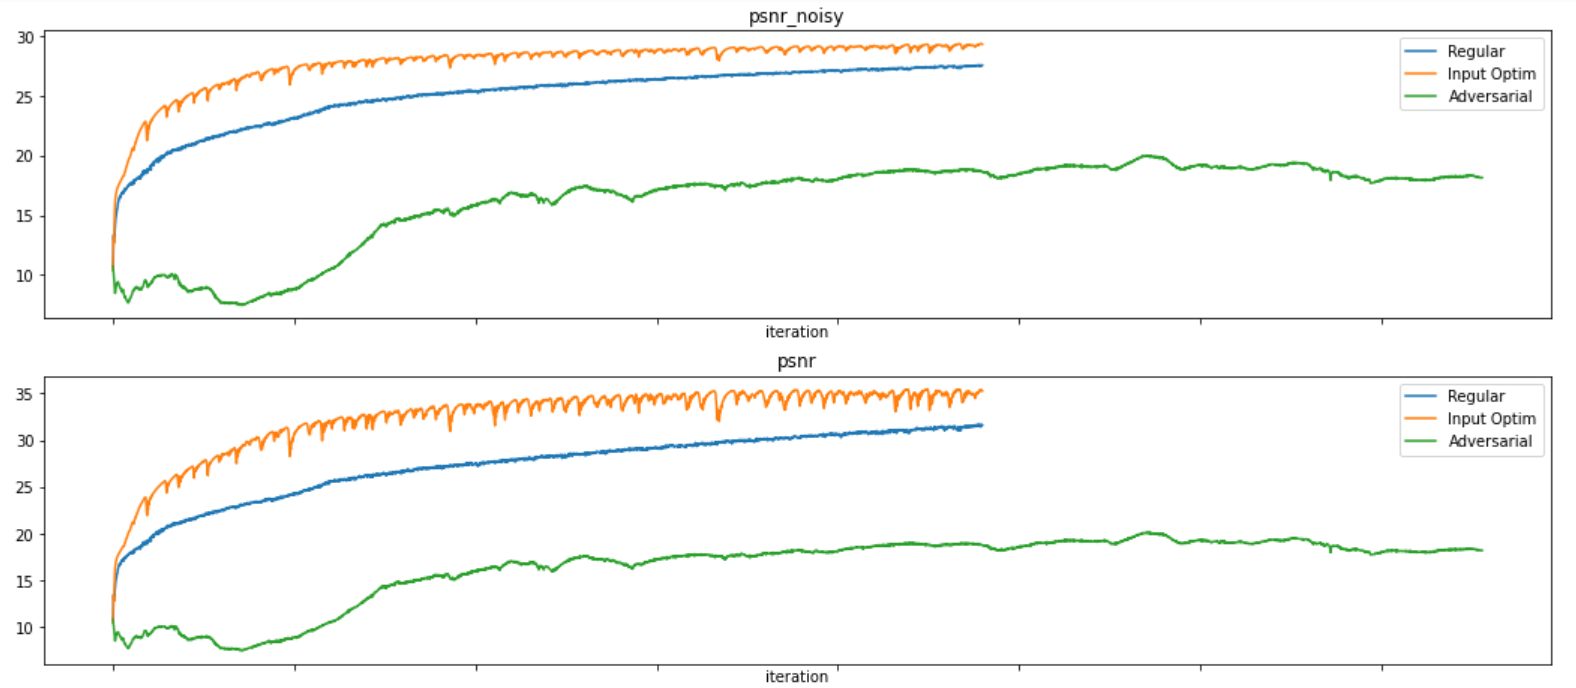 psnr_noisy
30
25
20
15
10
Regular
Input Optim
Adversarial
iteration
psnr
35
30
25
20
15
10
Regular
Input Optim
Adversarial
iteration